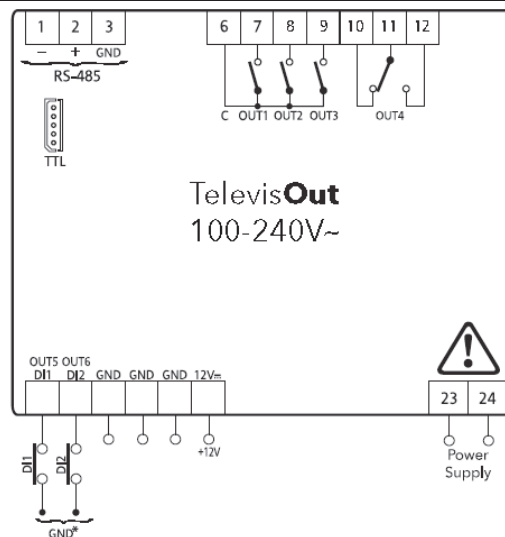 1 2 3
− + GND
RS-485
TTL
6 7 8 9 10 11 12
C OUT1 OUT2 OUT3 OUT4
TelevisOut
100-240V~
OUT5 OUT6
DI1 DI2 GND GND GND 12V⎓
+12V
DI1 DI2
GND*
23 24
Power
Supply